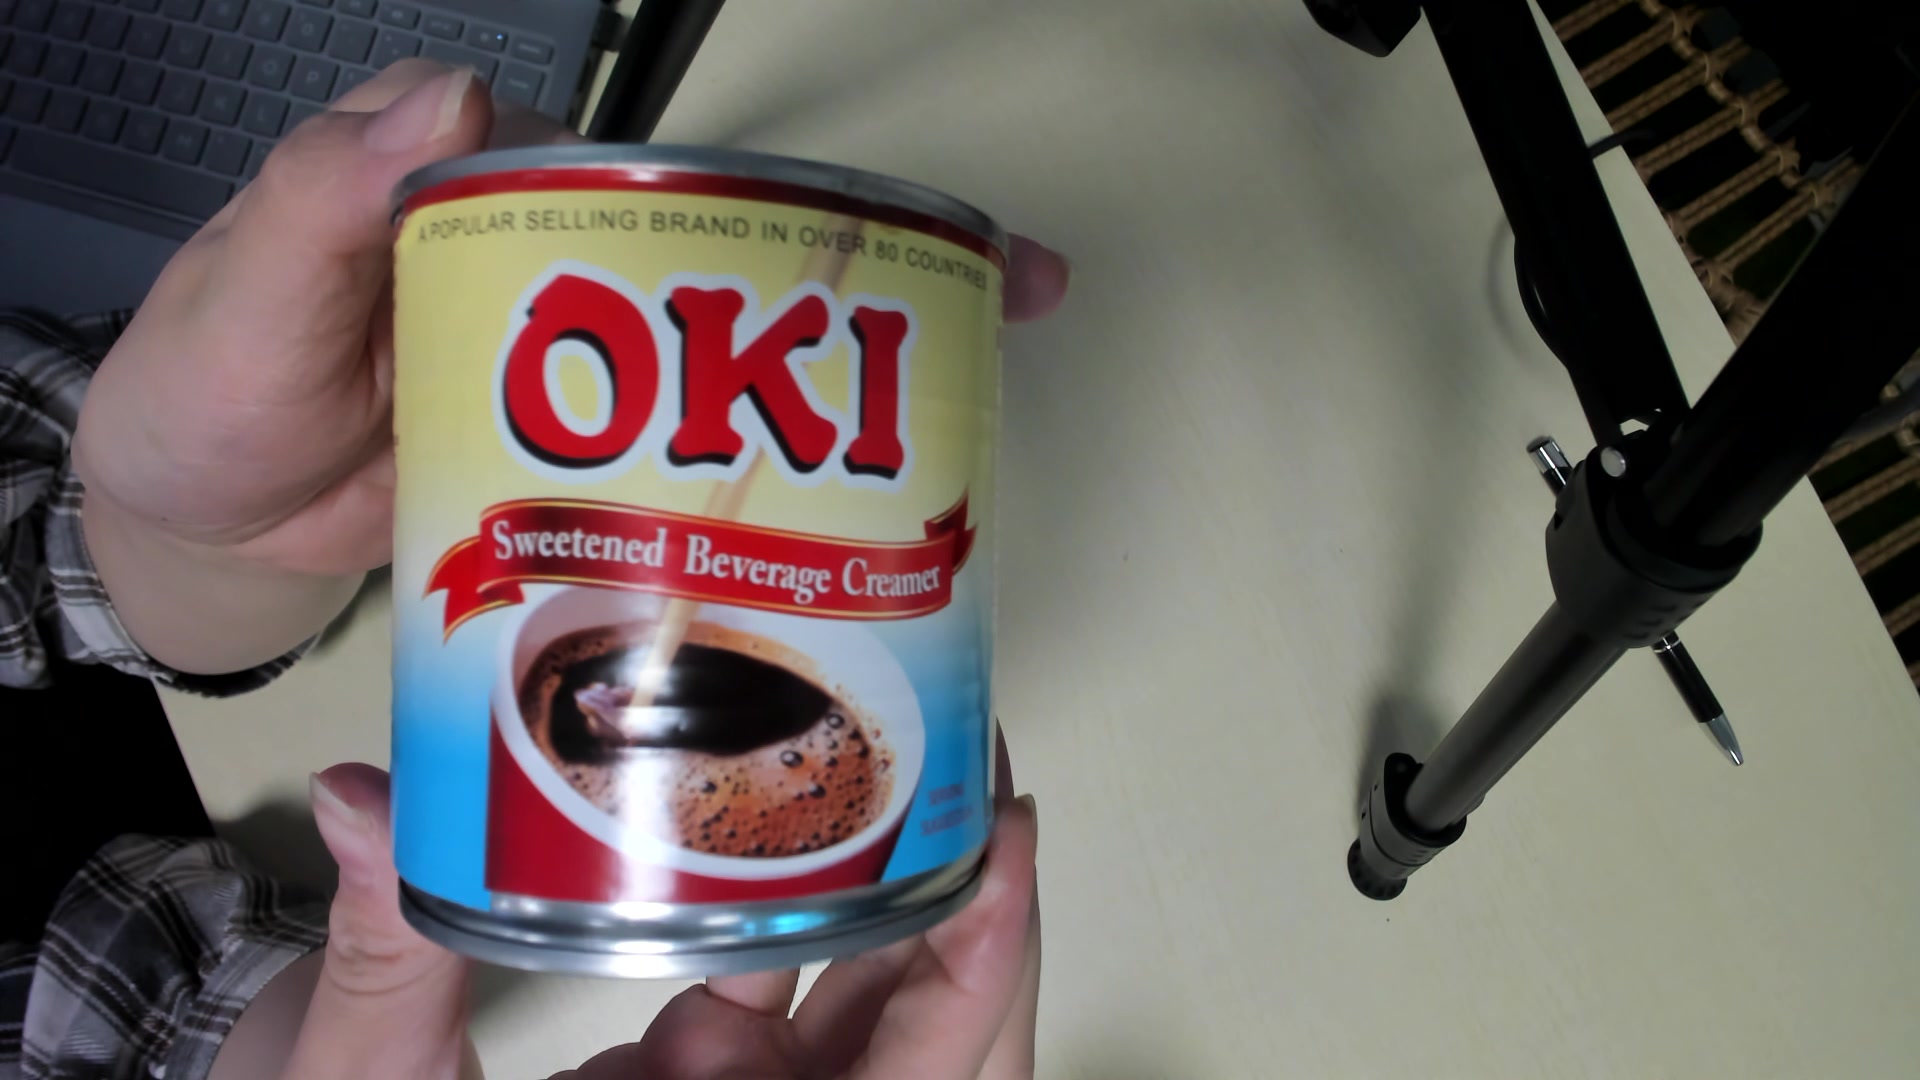 A POPULAR SELLING BRAND IN OVER 80 COUNTRIES
OKI
Sweetened Beverage Creamer